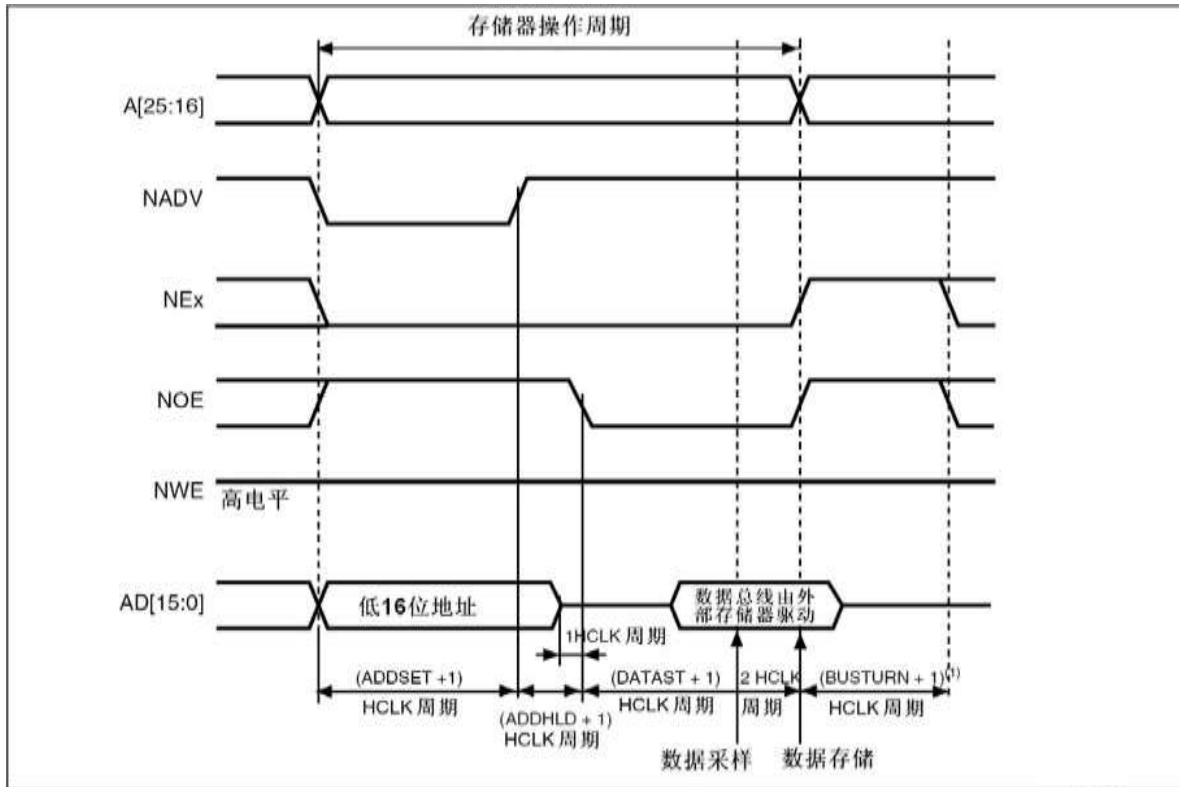 存储器操作周期
A[25:16]
NADV
NEx
NOE
NWE
高电平
AD[15:0]
低16位地址
数据总线由外
部存储器驱动
1HCLK 周期
(ADDSET +1)
HCLK 周期
(ADDHLD + 1)
HCLK 周期
(DATAST + 1)
HCLK 周期
2 HCLK
周期
(BUSTURN + 1)(1)
HCLK 周期
数据采样
数据存储